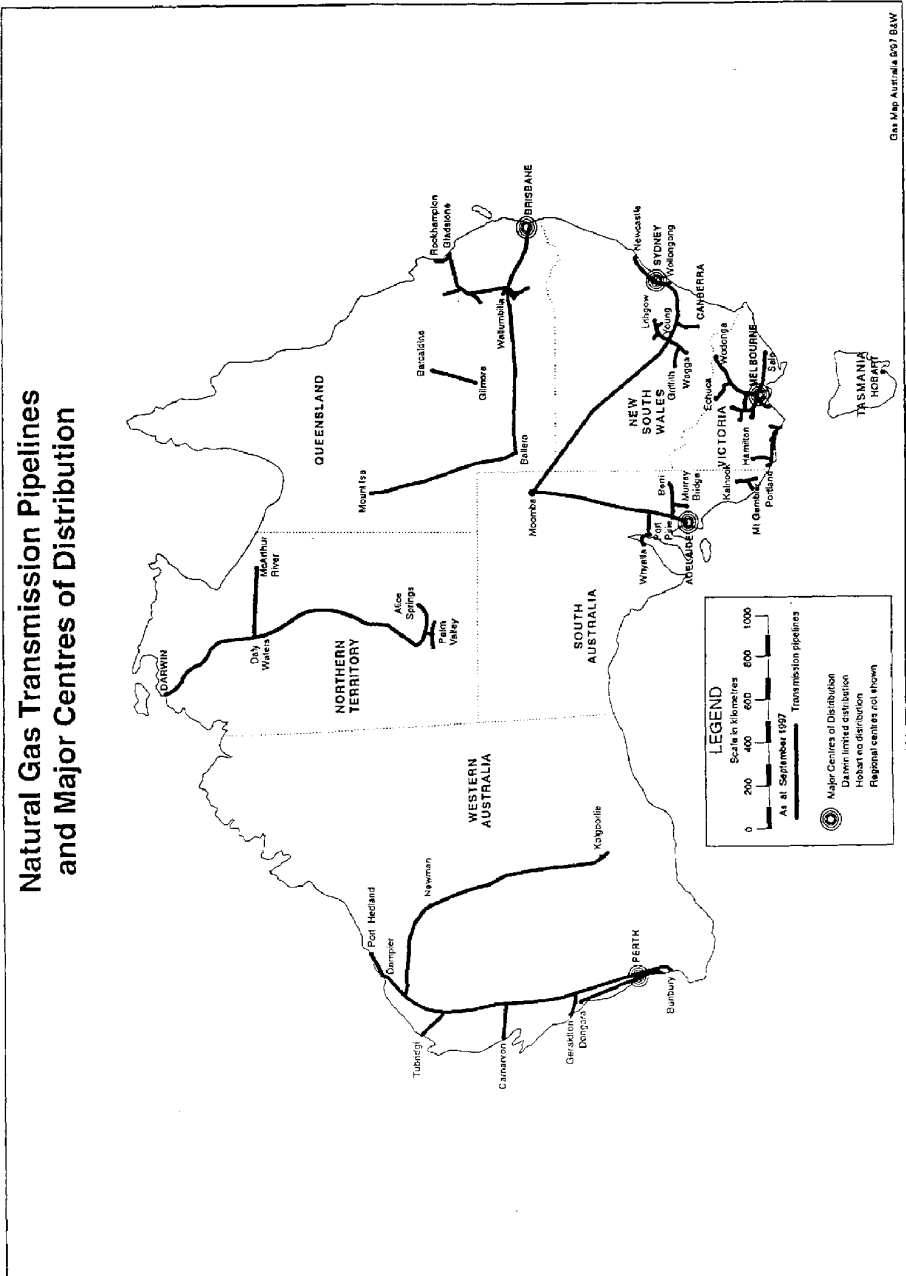 Natural Gas Transmission Pipelines
and Major Centres of Distribution
DARWIN
Daly
Waters
McArthur
River
NORTHERN
TERRITORY
Alice
Springs
Palm
Valley
QUEENSLAND
Mount Isa
Barcaldine
Gilmore
Rockhampton
Gladstone
Wallumbilla
BRISBANE
Ballera
Port Hedland
Dampier
Newman
Tubridgi
Carnarvon
Geraldton
Dongara
WESTERN
AUSTRALIA
Kalgoorlie
PERTH
Bunbury
SOUTH
AUSTRALIA
Moomba
Whyalla
Port
Pirie
Berri
Murray
Bridge
ADELAIDE
NEW
SOUTH
WALES
Newcastle
SYDNEY
Wollongong
Lithgow
Young
CANBERRA
Griffith
Wagga
Wodonga
Echuca
VICTORIA
MELBOURNE
Sale
Hamilton
Kalnook
Mt Gambier
Portland
TASMANIA
HOBART
LEGEND
Scale in kilometres
0 200 400 600 800 1000
As at September 1997
Transmission pipelines
Major Centres of Distribution
Darwin limited distribution
Hobart no distribution
Regional centres not shown
Gas Map Australia 9/97 B&W